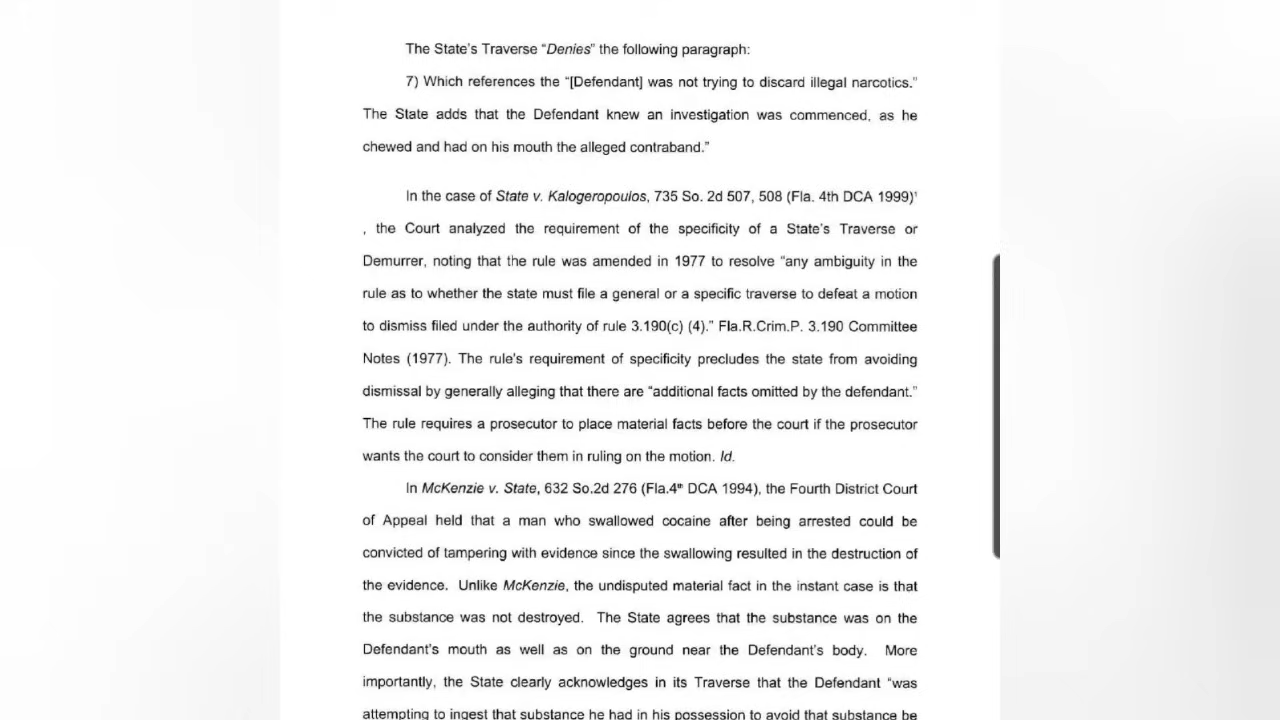 The State's Traverse “Denies” the following paragraph:
7) Which references the “[Defendant] was not trying to discard illegal narcotics.”
The State adds that the Defendant knew an investigation was commenced, as he
chewed and had on his mouth the alleged contraband.”
In the case of State v. Kalogeropoulos, 735 So. 2d 507, 508 (Fla. 4th DCA 1999)¹
, the Court analyzed the requirement of the specificity of a State's Traverse or
Demurrer, noting that the rule was amended in 1977 to resolve “any ambiguity in the
rule as to whether the state must file a general or a specific traverse to defeat a motion
to dismiss filed under the authority of rule 3.190(c) (4).” Fla.R.Crim.P. 3.190 Committee
Notes (1977). The rule's requirement of specificity precludes the state from avoiding
dismissal by generally alleging that there are “additional facts omitted by the defendant.”
The rule requires a prosecutor to place material facts before the court if the prosecutor
wants the court to consider them in ruling on the motion. Id.
In McKenzie v. State, 632 So.2d 276 (Fla.4th DCA 1994), the Fourth District Court
of Appeal held that a man who swallowed cocaine after being arrested could be
convicted of tampering with evidence since the swallowing resulted in the destruction of
the evidence. Unlike McKenzie, the undisputed material fact in the instant case is that
the substance was not destroyed. The State agrees that the substance was on the
Defendant's mouth as well as on the ground near the Defendant's body. More
importantly, the State clearly acknowledges in its Traverse that the Defendant “was
attempting to ingest that substance he had in his possession to avoid that substance be